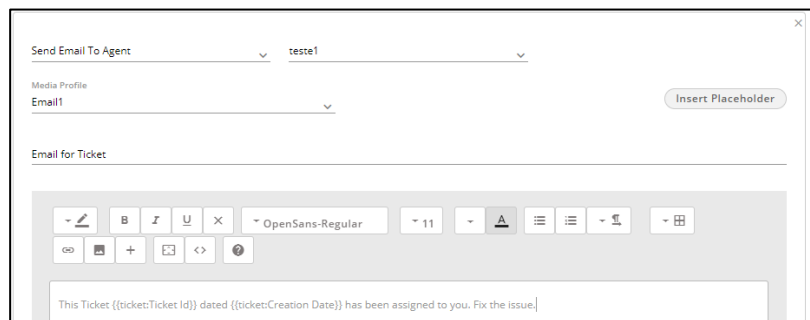 Send Email To Agent
teste1
Media Profile
Email1
Insert Placeholder
Email for Ticket
B I U
OpenSans-Regular
11
A
This Ticket {{ticket:Ticket Id}} dated {{ticket:Creation Date}} has been assigned to you. Fix the issue.